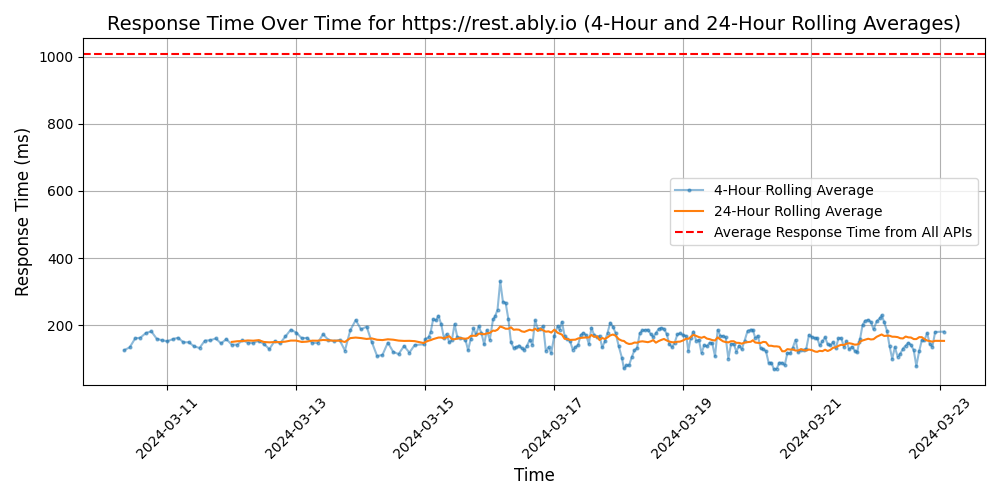 Response Time Over Time for https://rest.ably.io (4-Hour and 24-Hour Rolling Averages)
Response Time (ms)
1000
800
600
400
200
4-Hour Rolling Average
24-Hour Rolling Average
Average Response Time from All APIs
2024-03-11
2024-03-13
2024-03-15
2024-03-17
2024-03-19
2024-03-21
2024-03-23
Time